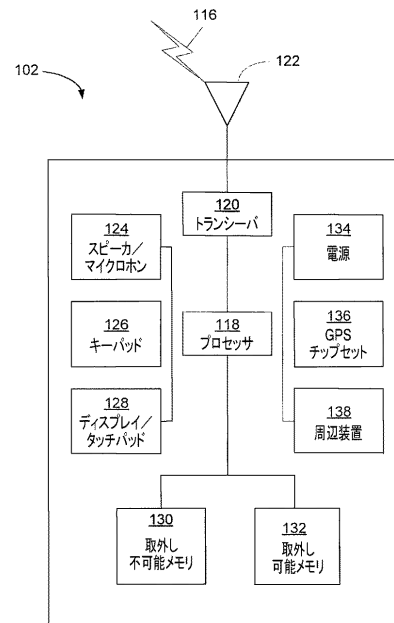 116
122
102
120
トランシーバ
124
スピーカ/
マイクロホン
134
電源
126
キーパッド
118
プロセッサ
136
GPS
チップセット
128
ディスプレイ/
タッチパッド
138
周辺装置
130
取外し
不可能メモリ
132
取外し
可能メモリ